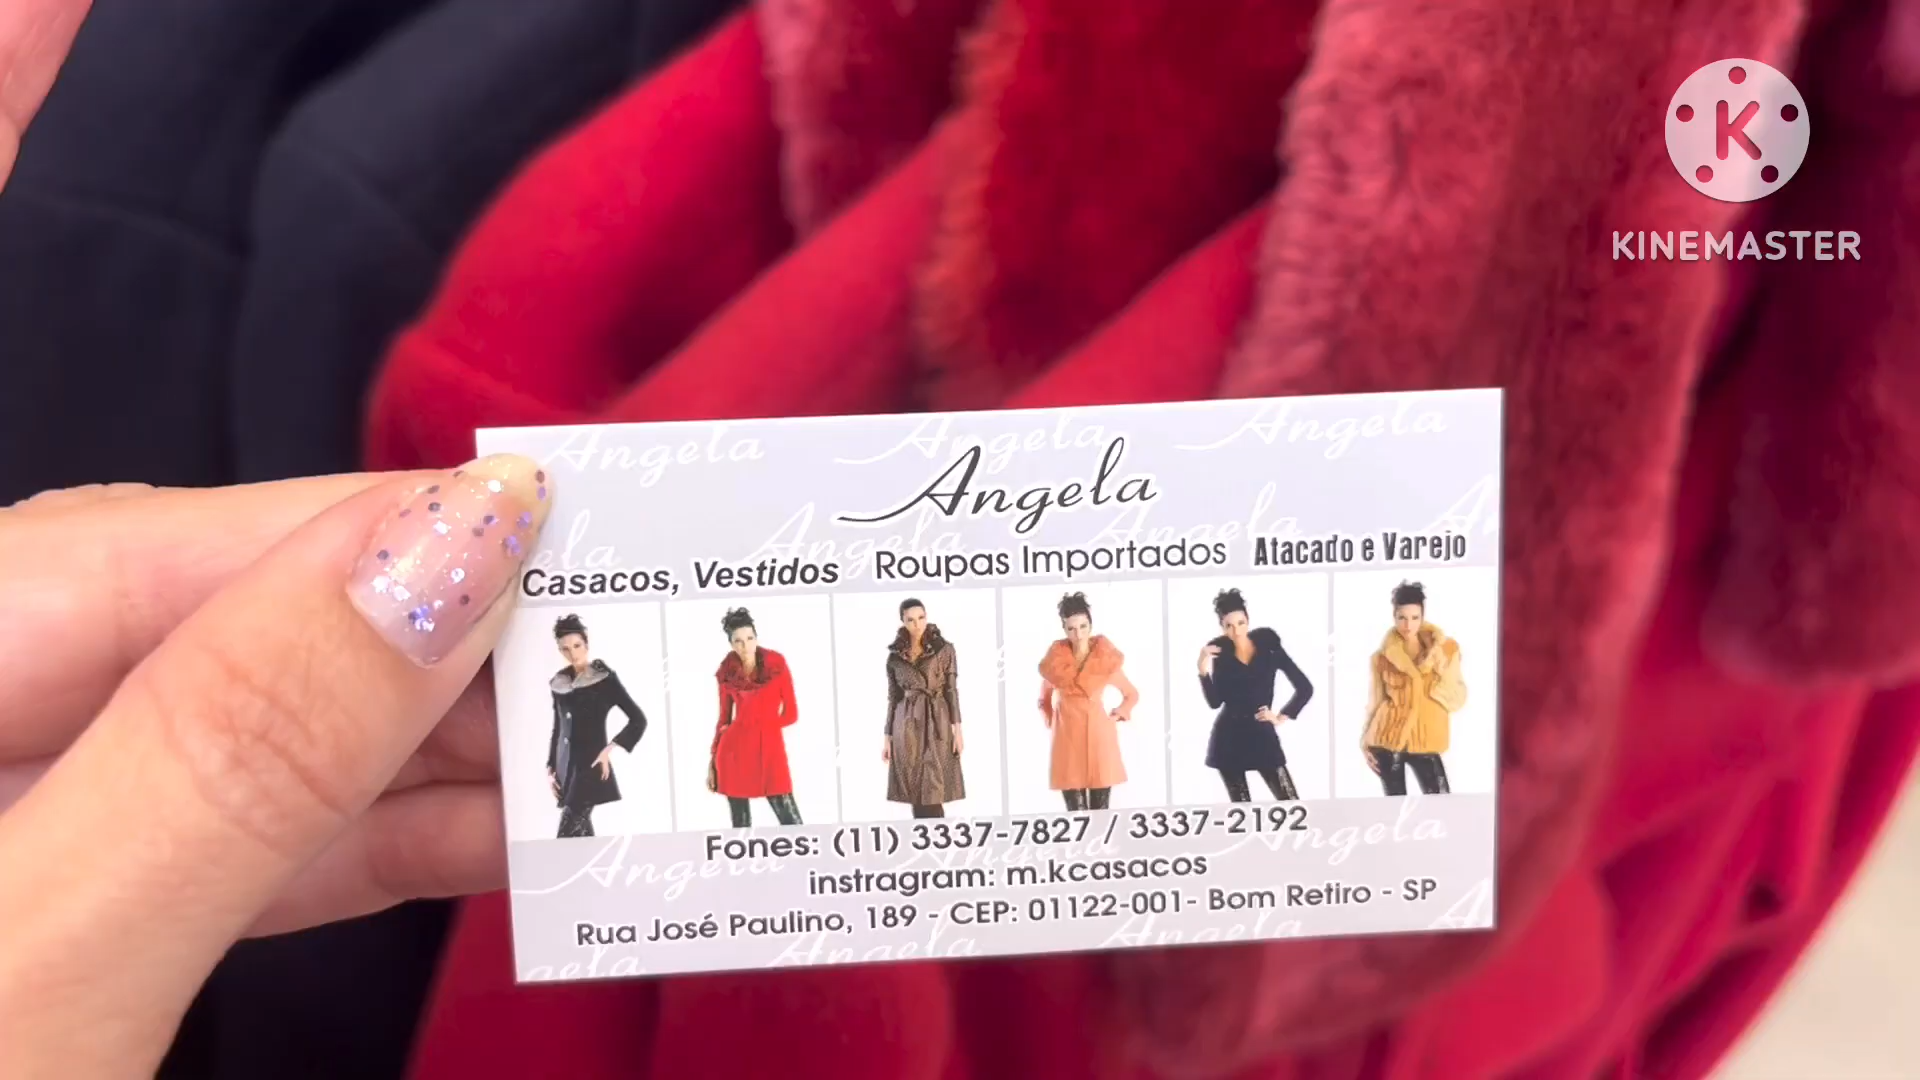 K
KINEMASTER
Angela
Casacos, Vestidos Roupas Importados Atacado e Varejo
Fones: (11) 3337-7827 / 3337-2192
instragram: m.kcasacos
Rua José Paulino, 189 - CEP: 01122-001- Bom Retiro - SP